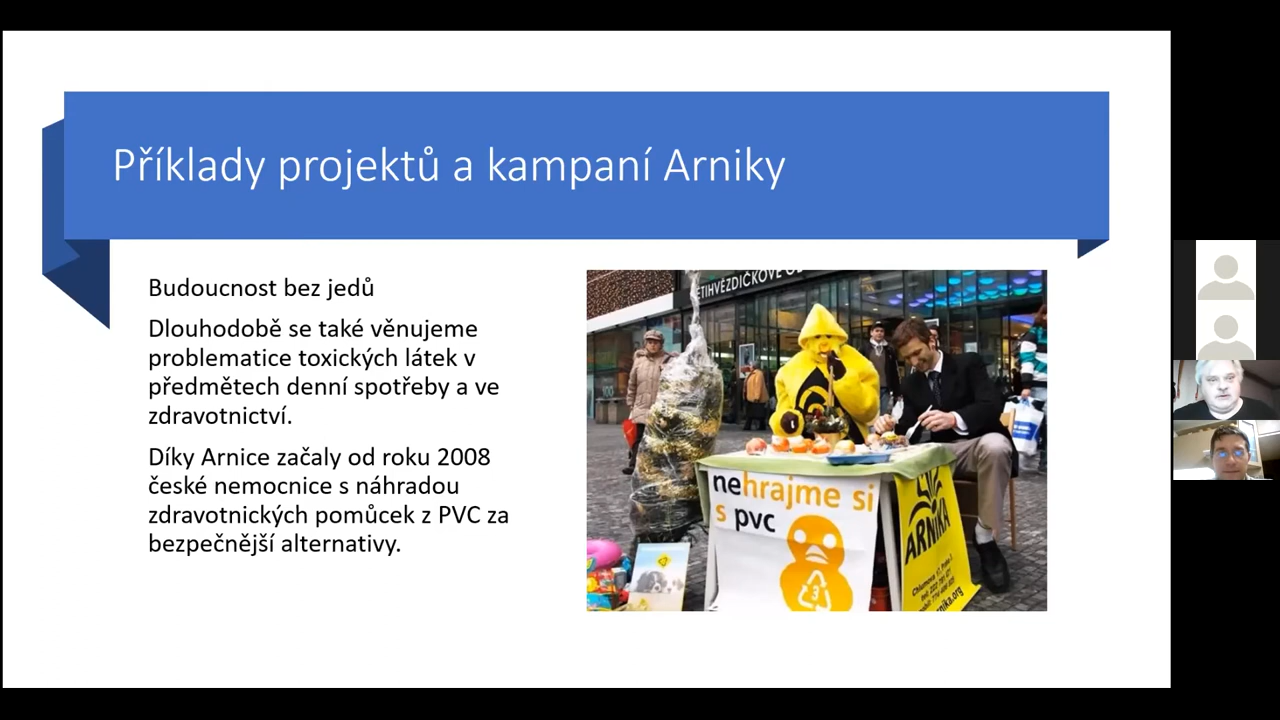 Příklady projektů a kampaní Arniky
Budoucnost bez jedů
Dlouhodobě se také věnujeme
problematice toxických látek v
předmětech denní spotřeby a ve
zdravotnictví.
Díky Arnice začaly od roku 2008
české nemocnice s náhradou
zdravotnických pomůcek z PVC za
bezpečnější alternativy.
ETIHVĚZDIČKOVÉ
nehrajme si
s pvc
3
ARNIKA